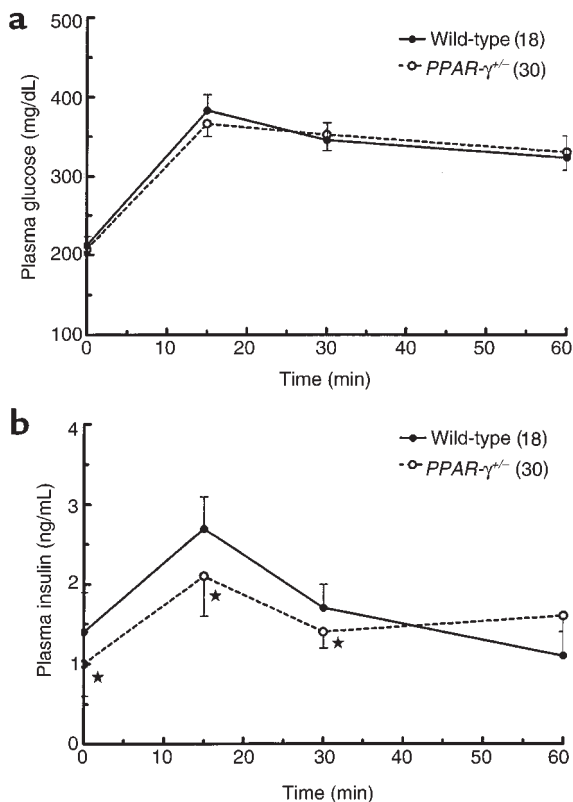 a
500
400
300
200
100
Plasma glucose (mg/dL)
Wild-type (18)
PPAR-γ+/– (30)
0 10 20 30 40 50 60
Time (min)
b
4
3
2
1
0
Plasma insulin (ng/mL)
Wild-type (18)
PPAR-γ+/– (30)
★
★
★
0 10 20 30 40 50 60
Time (min)